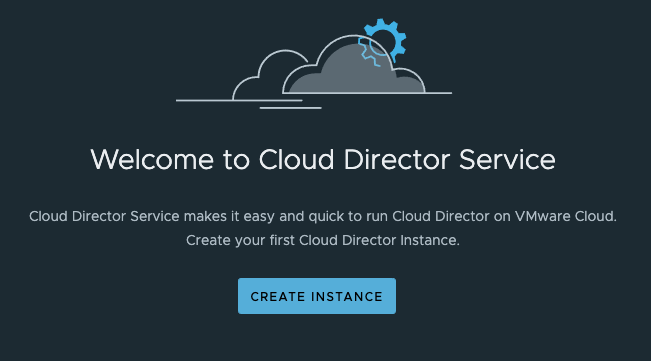 Welcome to Cloud Director Service
Cloud Director Service makes it easy and quick to run Cloud Director on VMware Cloud.
Create your first Cloud Director Instance.
CREATE INSTANCE